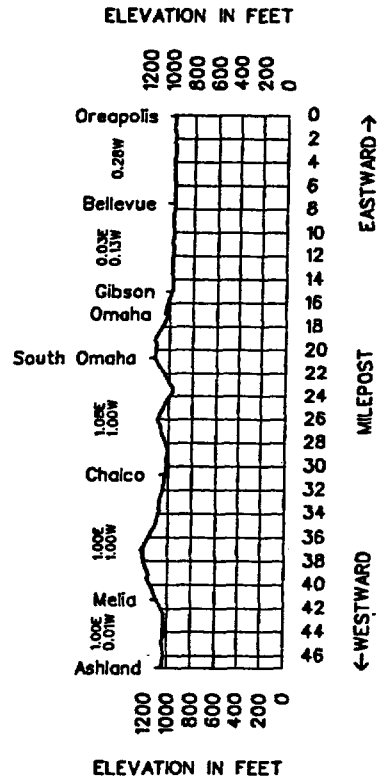 ELEVATION IN FEET
1200 1000 800 600 400 200 0
Oreapolis 0
2
0.28W 4
6
Bellevue 8
EASTWARD→
10
0.03E
0.13W
12
14
Gibson
16
Omaha
18
20
South Omaha
22
MILEPOST
24
1.08E
1.00W
26
28
30
Chalco
32
34
1.00E
1.00W
36
38
40
Melia
42
←WESTWARD
1.00E
0.01W
44
46
Ashland
1200 1000 800 600 400 200 0
ELEVATION IN FEET